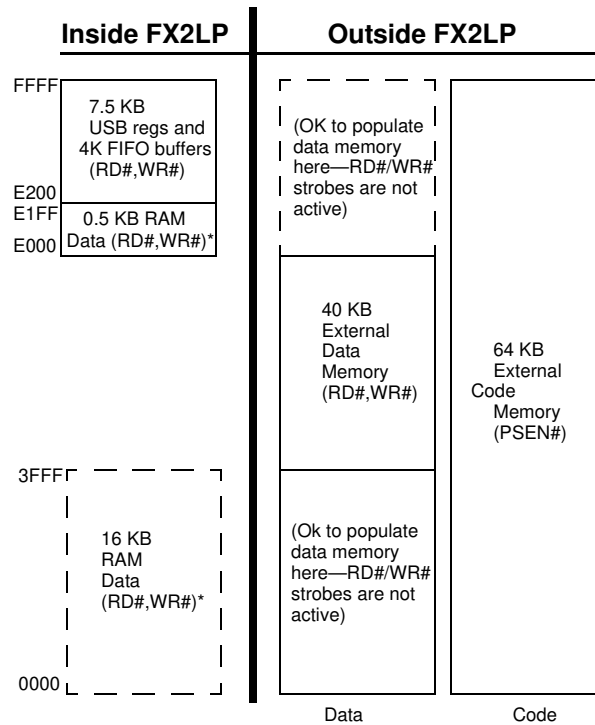 Inside FX2LP
Outside FX2LP
FFFF
7.5 KB
USB regs and
4K FIFO buffers
(RD#,WR#)
E200
E1FF
0.5 KB RAM
E000
Data (RD#,WR#)*
(OK to populate
data memory
here—RD#/WR#
strobes are not
active)
40 KB
External
Data
Memory
(RD#,WR#)
64 KB
External
Code
Memory
(PSEN#)
3FFF
16 KB
RAM
Data
(RD#,WR#)*
0000
(Ok to populate
data memory
here—RD#/WR#
strobes are not
active)
Data
Code